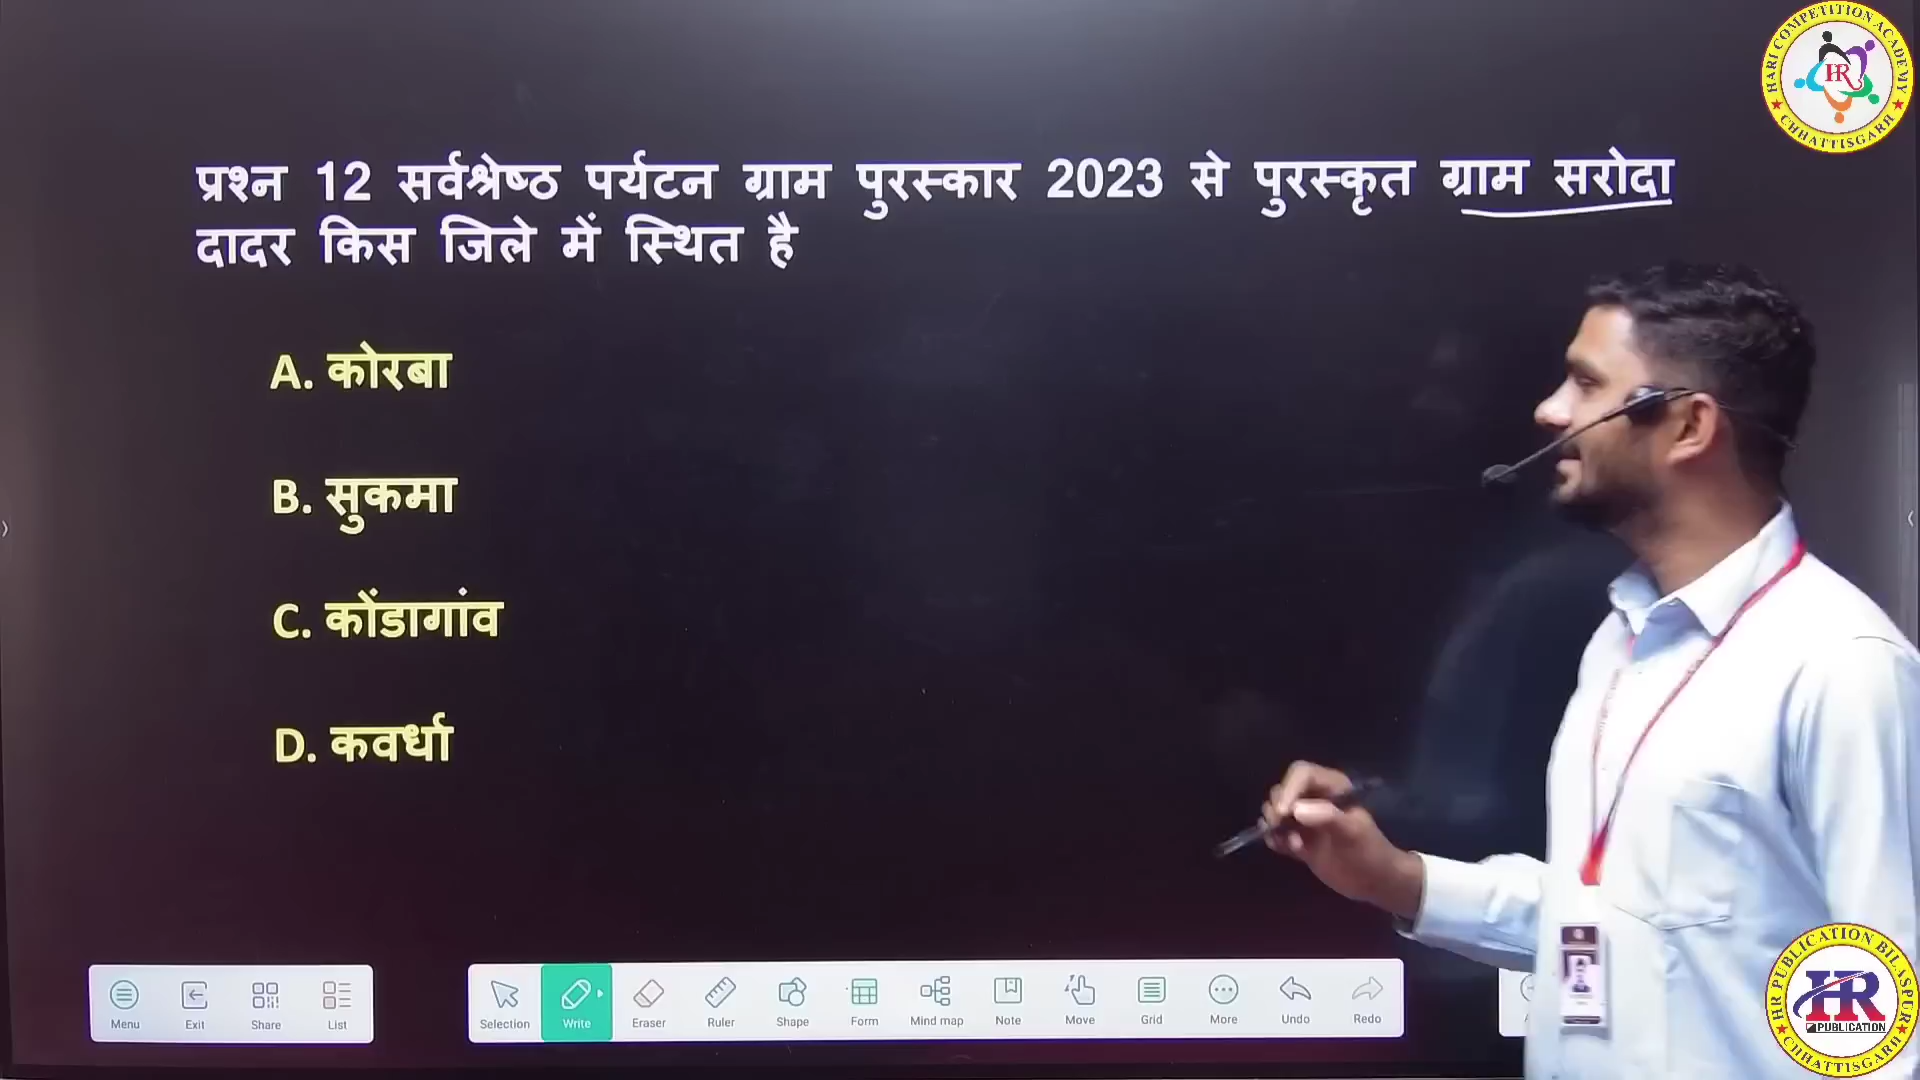 HARI COMPETITION ACADEMY
HR
CHHATTISGARH
प्रश्न 12 सर्वश्रेष्ठ पर्यटन ग्राम पुरस्कार 2023 से पुरस्कृत ग्राम सरोदा
दादर किस जिले में स्थित है
A. कोरबा
B. सुकमा
C. कोंडागांव
D. कवर्धा
Menu Exit Share List
Selection Write Eraser Ruler Shape Form Mind map Note Move Grid More Undo Redo
HR PUBLICATION BILASPUR
HR
PUBLICATION
CHHATTISGARH